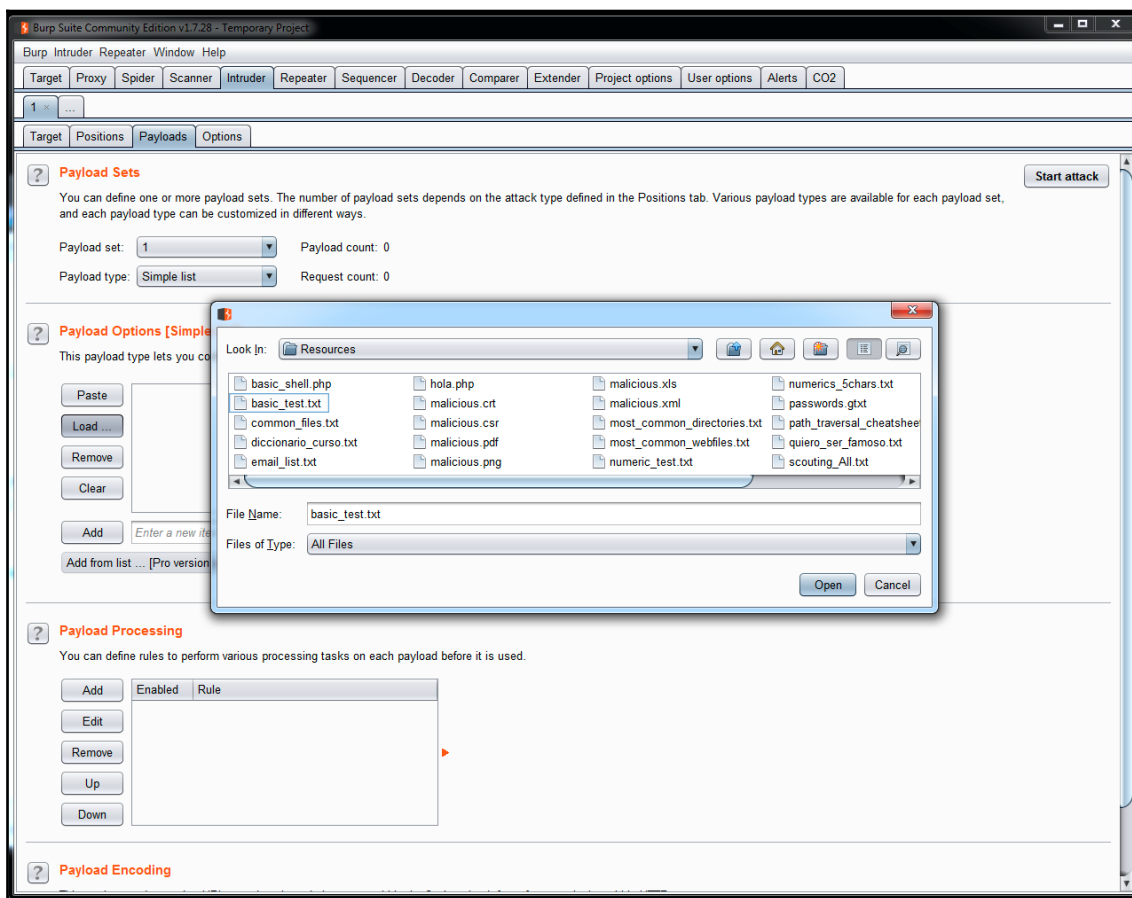 Burp Suite Community Edition v1.7.28 - Temporary Project
Burp Intruder Repeater Window Help
Target Proxy Spider Scanner Intruder Repeater Sequencer Decoder Comparer Extender Project options User options Alerts CO2
1 × ...
Target Positions Payloads Options
? Payload Sets
Start attack
You can define one or more payload sets. The number of payload sets depends on the attack type defined in the Positions tab. Various payload types are available for each payload set,
and each payload type can be customized in different ways.
Payload set: 1 Payload count: 0
Payload type: Simple list Request count: 0
? Payload Options [Simple
This payload type lets you co
Paste
Load ...
Remove
Clear
Add Enter a new ite
Add from list ... [Pro version
Look In: Resources
basic_shell.php hola.php malicious.xls numerics_5chars.txt
basic_test.txt malicious.crt malicious.xml passwords.gtxt
common_files.txt malicious.csr most_common_directories.txt path_traversal_cheatshee
diccionario_curso.txt malicious.pdf most_common_webfiles.txt quiero_ser_famoso.txt
email_list.txt malicious.png numeric_test.txt scouting_All.txt
File Name: basic_test.txt
Files of Type: All Files
Open Cancel
? Payload Processing
You can define rules to perform various processing tasks on each payload before it is used.
Add Enabled Rule
Edit
Remove
Up
Down
? Payload Encoding